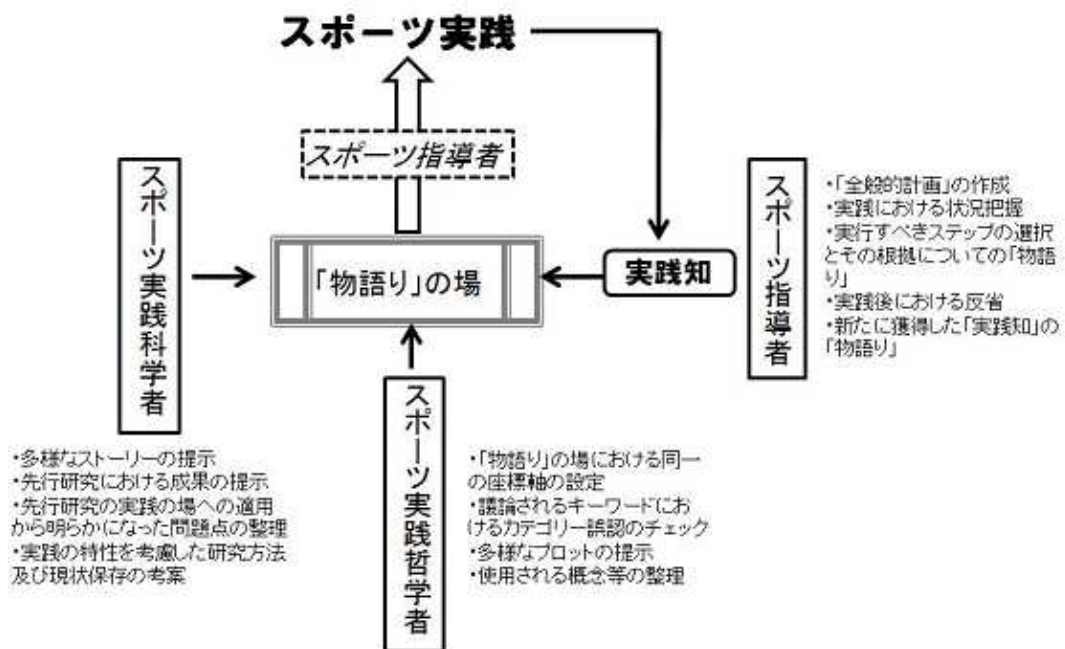 スポーツ実践
スポーツ指導者
「物語り」の場
実践知
スポーツ実践科学者
・多様なストーリーの提示
・先行研究における成果の提示
・先行研究の実践の場への適用
から明らかになった問題点の整理
・実践の特性を考慮した研究方法
及び現状保存の考案
スポーツ実践哲学者
・「物語り」の場における同一
の座標軸の設定
・議論されるキーワードにお
けるカテゴリー誤認のチェック
・多様なプロットの提示
・使用される概念等の整理
スポーツ指導者
・「全般的計画」の作成
・実践における状況把握
・実行すべきステップの選択
とその根拠についての「物語
り」
・実践後における反省
・新たに獲得した「実践知」の
「物語り」